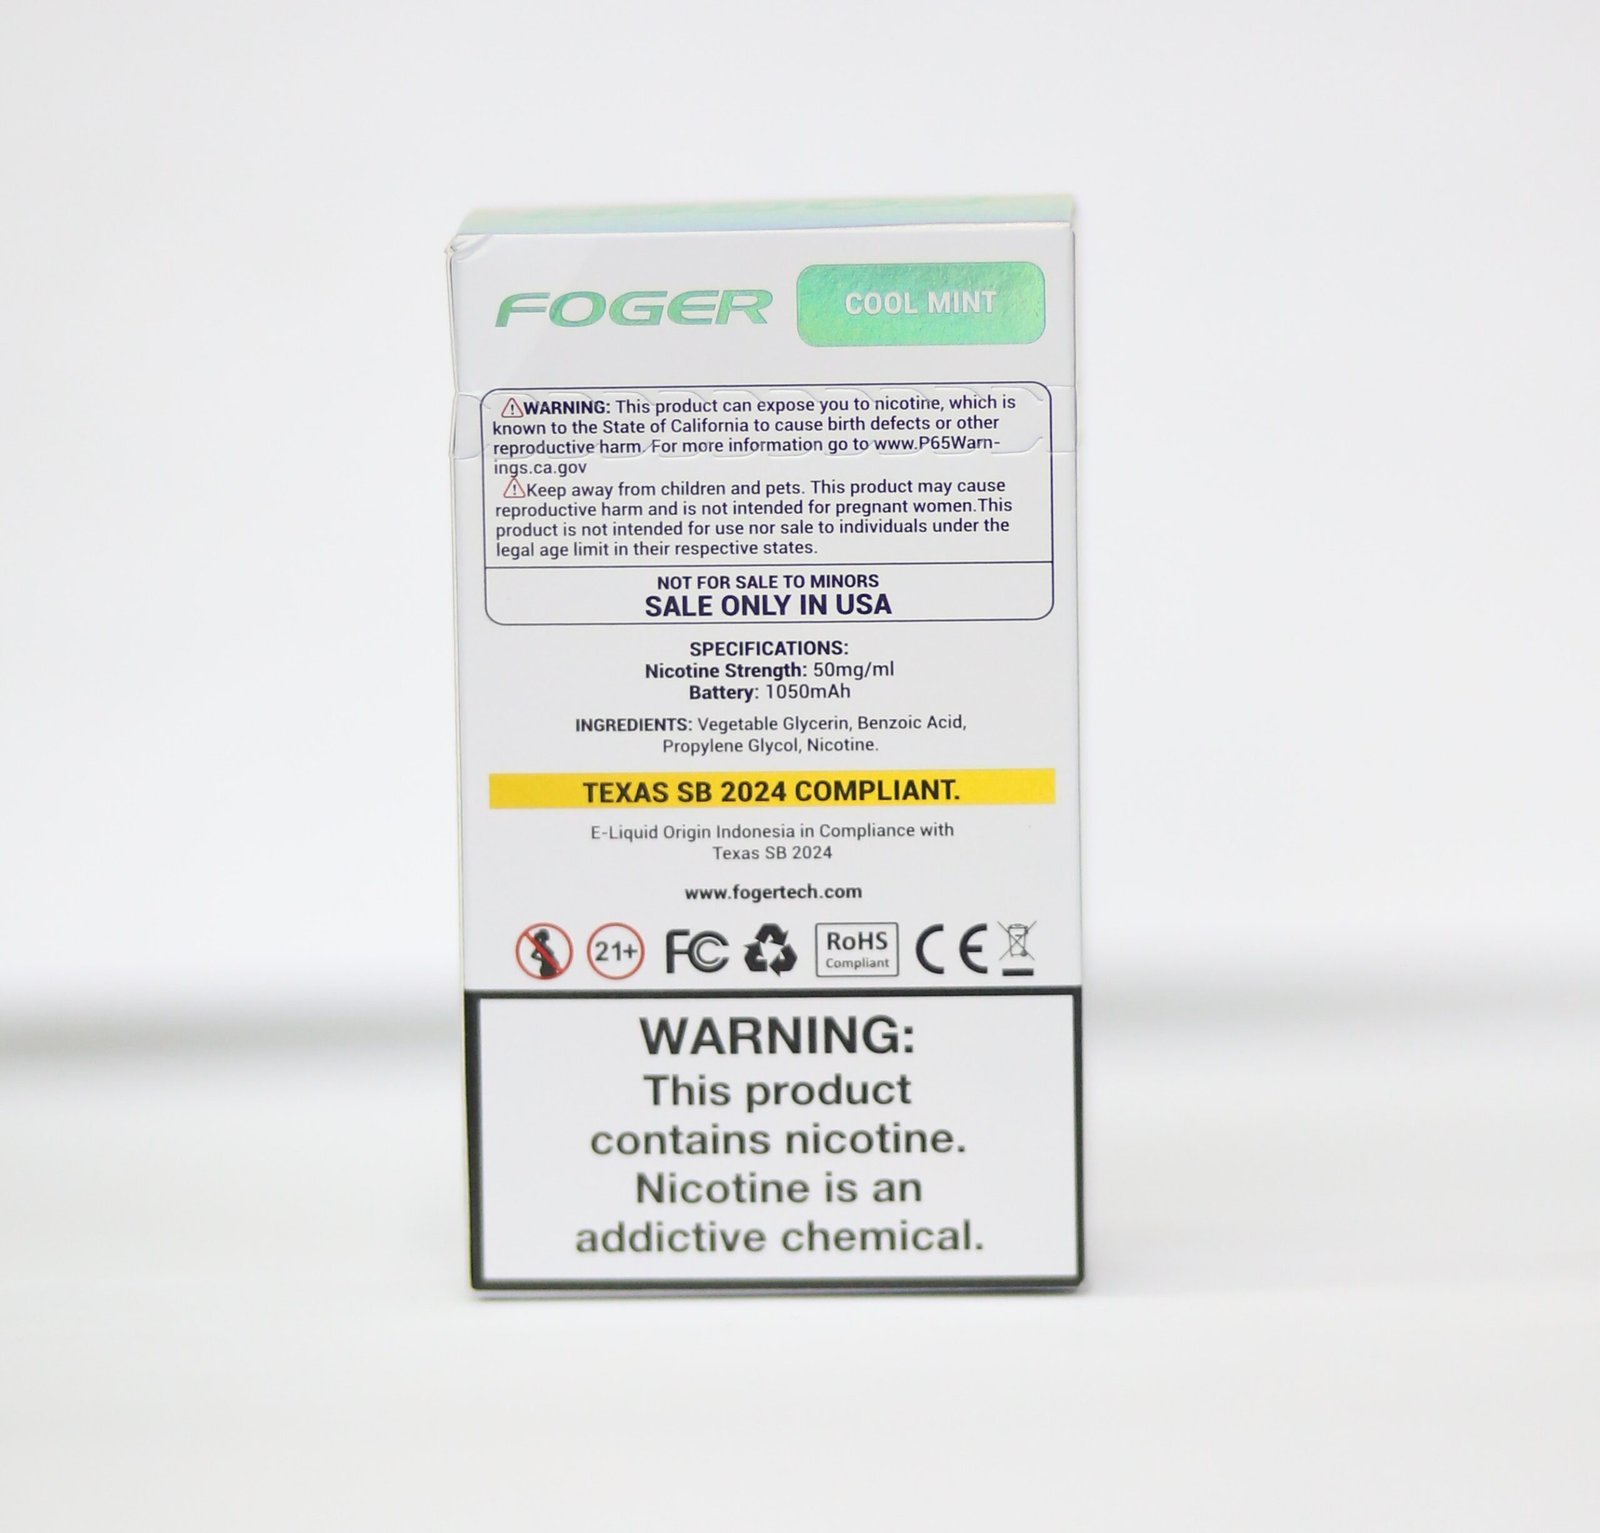 FOGER
COOL MINT
WARNING: This product can expose you to nicotine, which is
known to the State of California to cause birth defects or other
reproductive harm. For more information go to www.P65Warn-
ings.ca.gov
Keep away from children and pets. This product may cause
reproductive harm and is not intended for pregnant women.This
product is not intended for use nor sale to individuals under the
legal age limit in their respective states.
NOT FOR SALE TO MINORS
SALE ONLY IN USA
SPECIFICATIONS:
Nicotine Strength: 50mg/ml
Battery: 1050mAh
INGREDIENTS: Vegetable Glycerin, Benzoic Acid,
Propylene Glycol, Nicotine.
TEXAS SB 2024 COMPLIANT.
E-Liquid Origin Indonesia in Compliance with
Texas SB 2024
www.fogertech.com
21+ FC RoHS CE
Compliant
WARNING:
This product
contains nicotine.
Nicotine is an
addictive chemical.